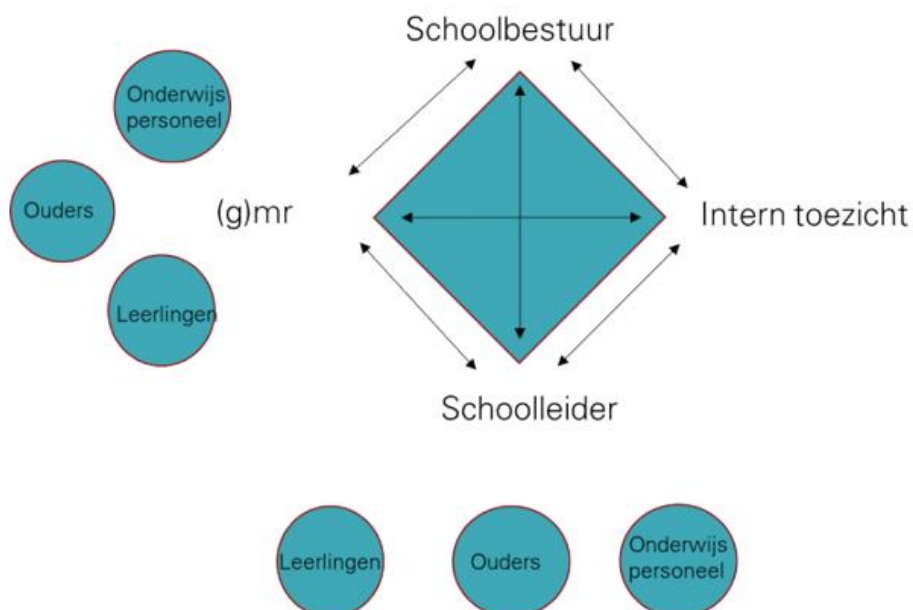 Schoolbestuur
Onderwijs
personeel
Ouders
(g)mr
Intern toezicht
Leerlingen
Schoolleider
Leerlingen
Ouders
Onderwijs
personeel